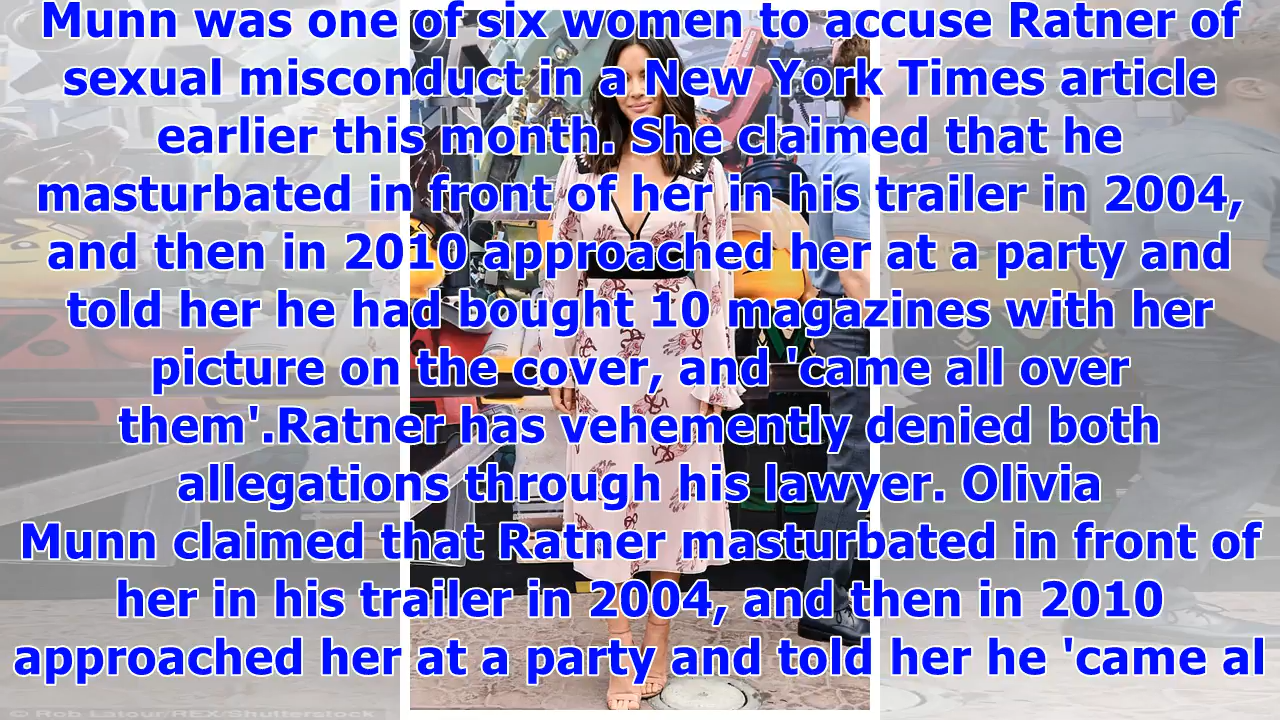 Munn was one of six women to accuse Ratner of
sexual misconduct in a New York Times article
earlier this month. She claimed that he
masturbated in front of her in his trailer in 2004,
and then in 2010 approached her at a party and
told her he had bought 10 magazines with her
picture on the cover, and 'came all over
them'.Ratner has vehemently denied both
allegations through his lawyer. Olivia
Munn claimed that Ratner masturbated in front of
her in his trailer in 2004, and then in 2010
approached her at a party and told her he 'came al
© Rob Latour/REX/Shutterstock